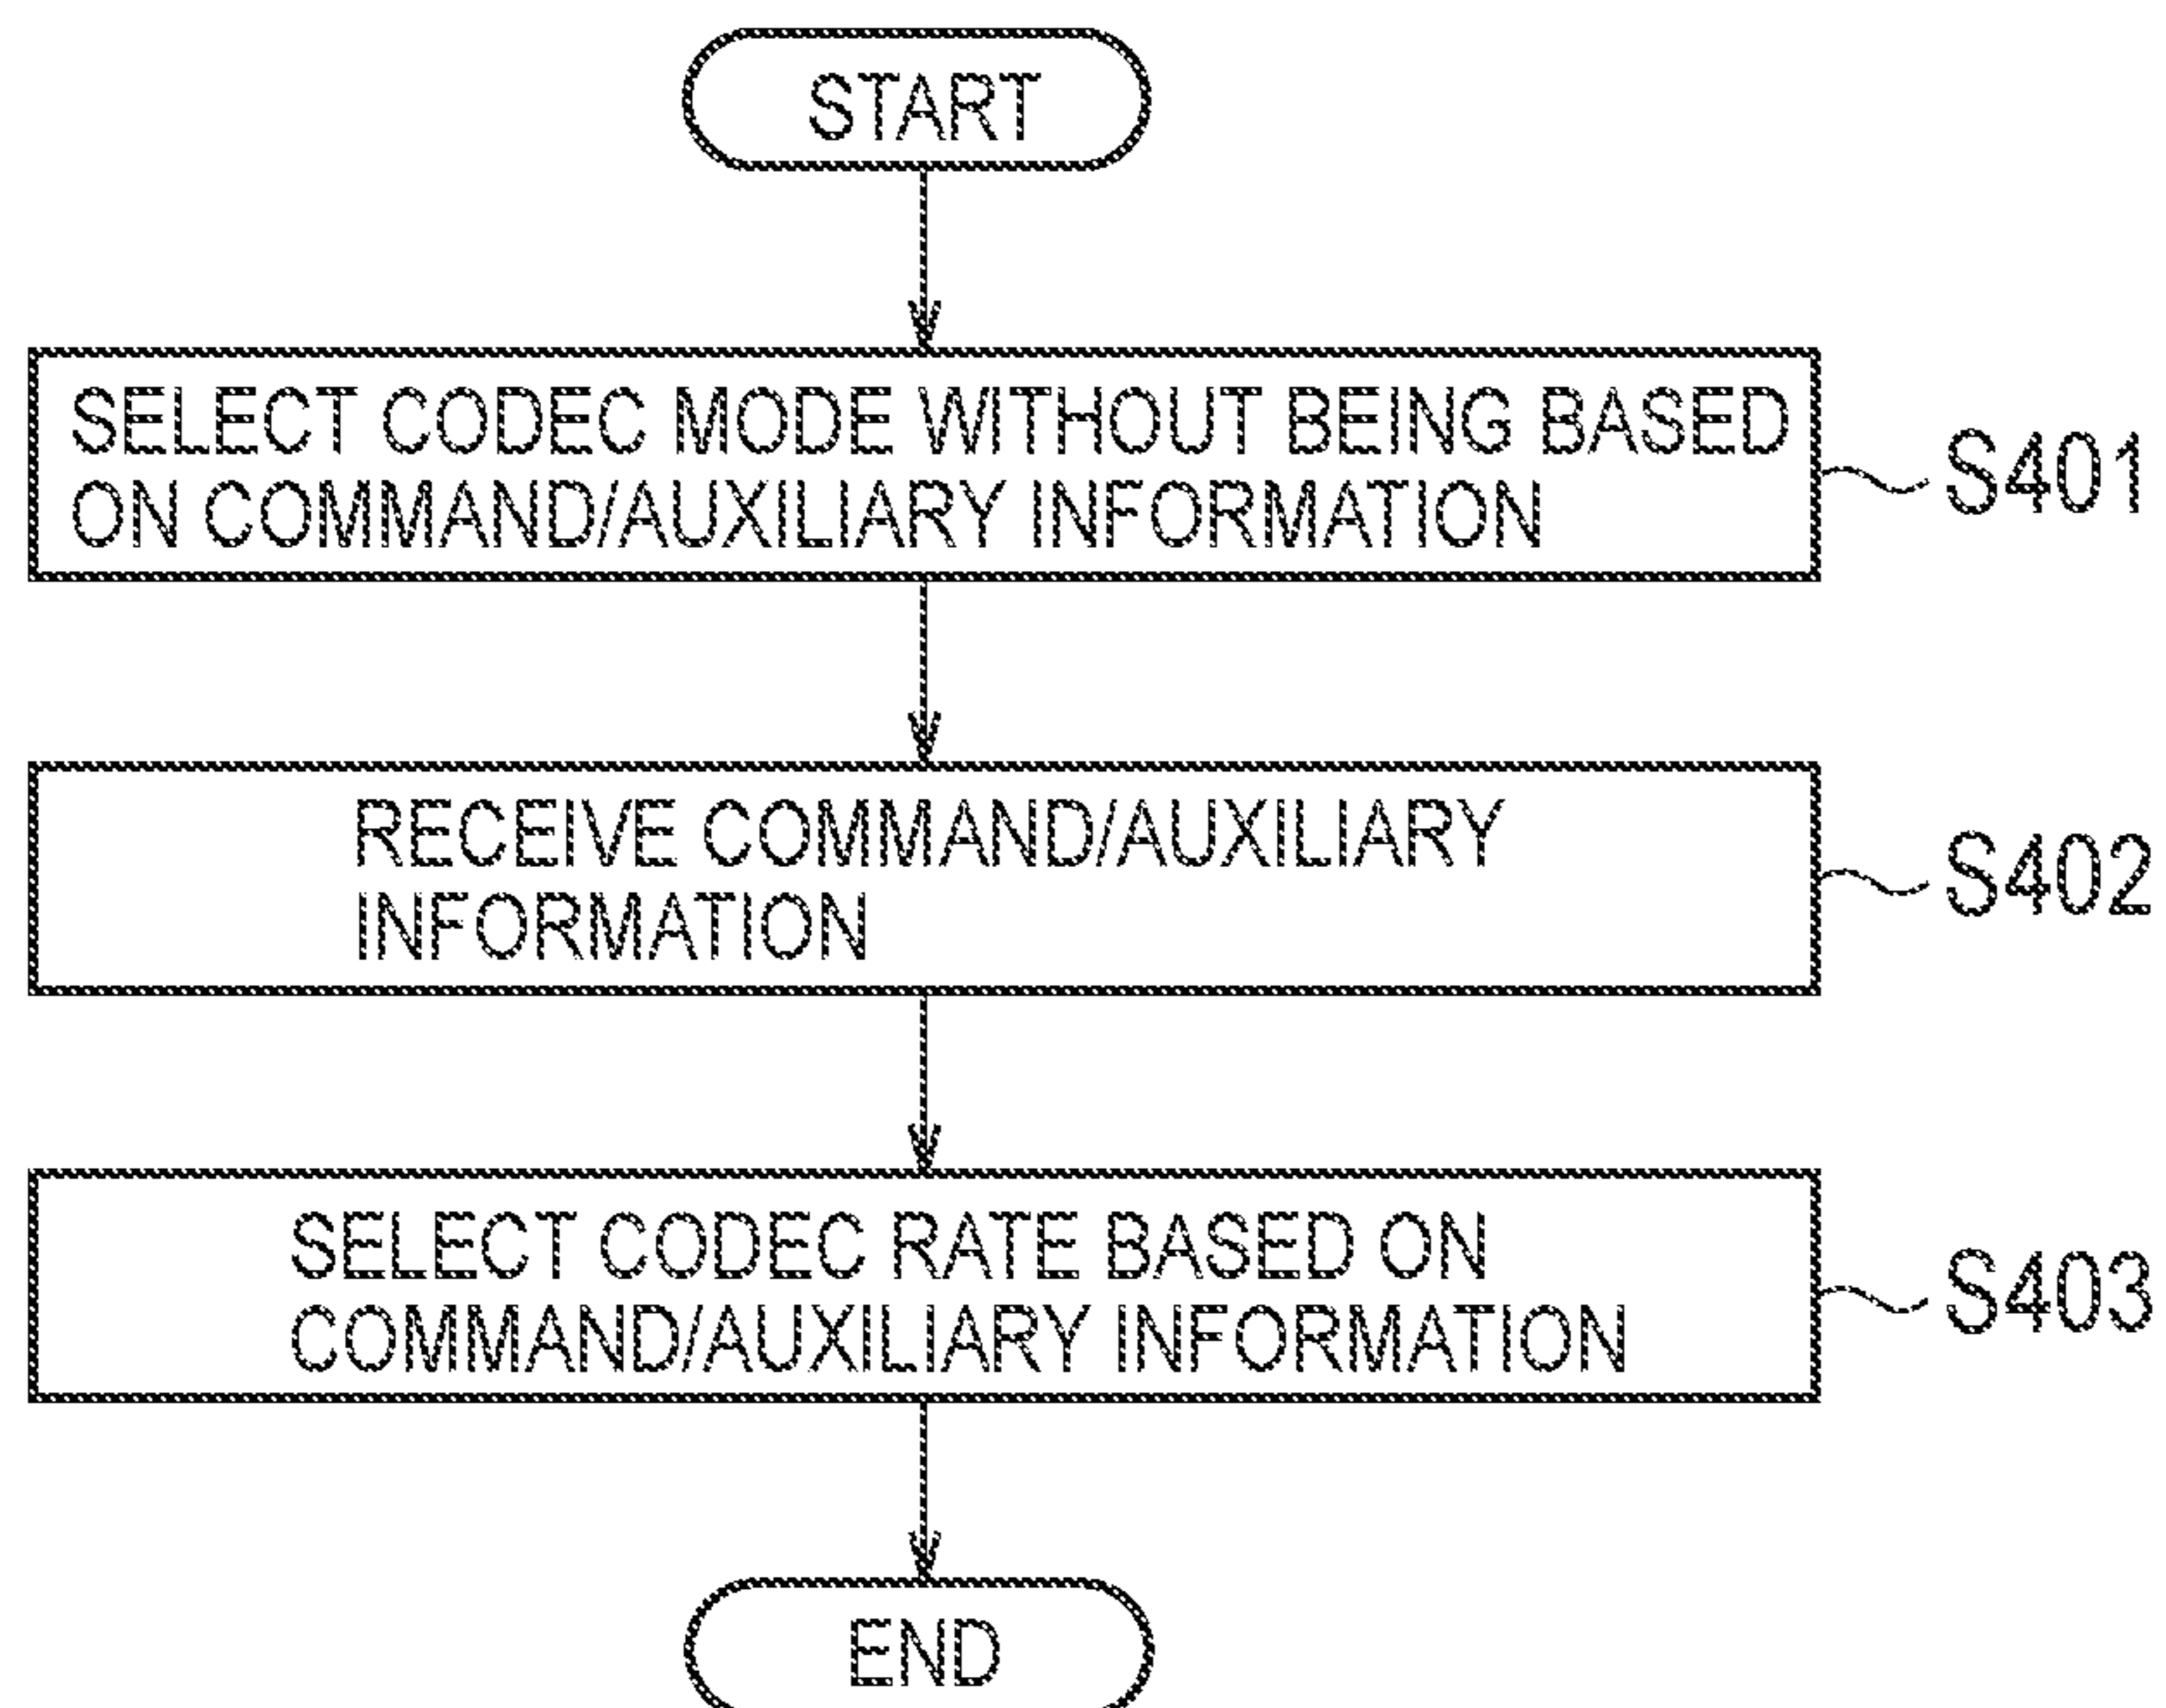 START
SELECT CODEC MODE WITHOUT BEING BASED
ON COMMAND/AUXILIARY INFORMATION
S401
RECEIVE COMMAND/AUXILIARY
INFORMATION
S402
SELECT CODEC RATE BASED ON
COMMAND/AUXILIARY INFORMATION
S403
END